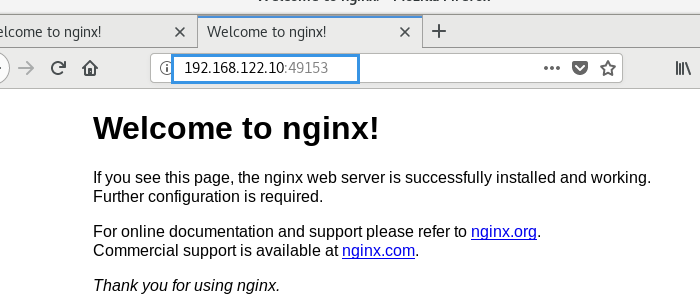 elcome to nginx!
Welcome to nginx!
192.168.122.10:49153
Welcome to nginx!
If you see this page, the nginx web server is successfully installed and working.
Further configuration is required.
For online documentation and support please refer to nginx.org.
Commercial support is available at nginx.com.
Thank you for using nginx.